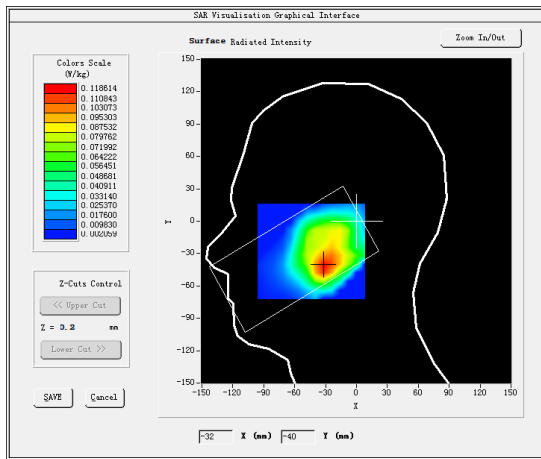 SAR Visualisation Graphical Interface
Surface Radiated Intensity
Zoom In/Out
Colors Scale
(W/kg)
0.118614
0.110843
0.103073
0.095303
0.087532
0.079762
0.071992
0.064222
0.056451
0.048681
0.040911
0.033140
0.025370
0.017600
0.009830
0.002059
Z-Cuts Control
<< Upper Cut
Z = 3.2 mm
Lower Cut >>
SAVE Cancel
150
120
90
60
30
0
-30
-60
-90
-120
-150
Y
-150 -120 -90 -60 -30 0 30 60 90 120 150
X
-32 X (mm) -40 Y (mm)